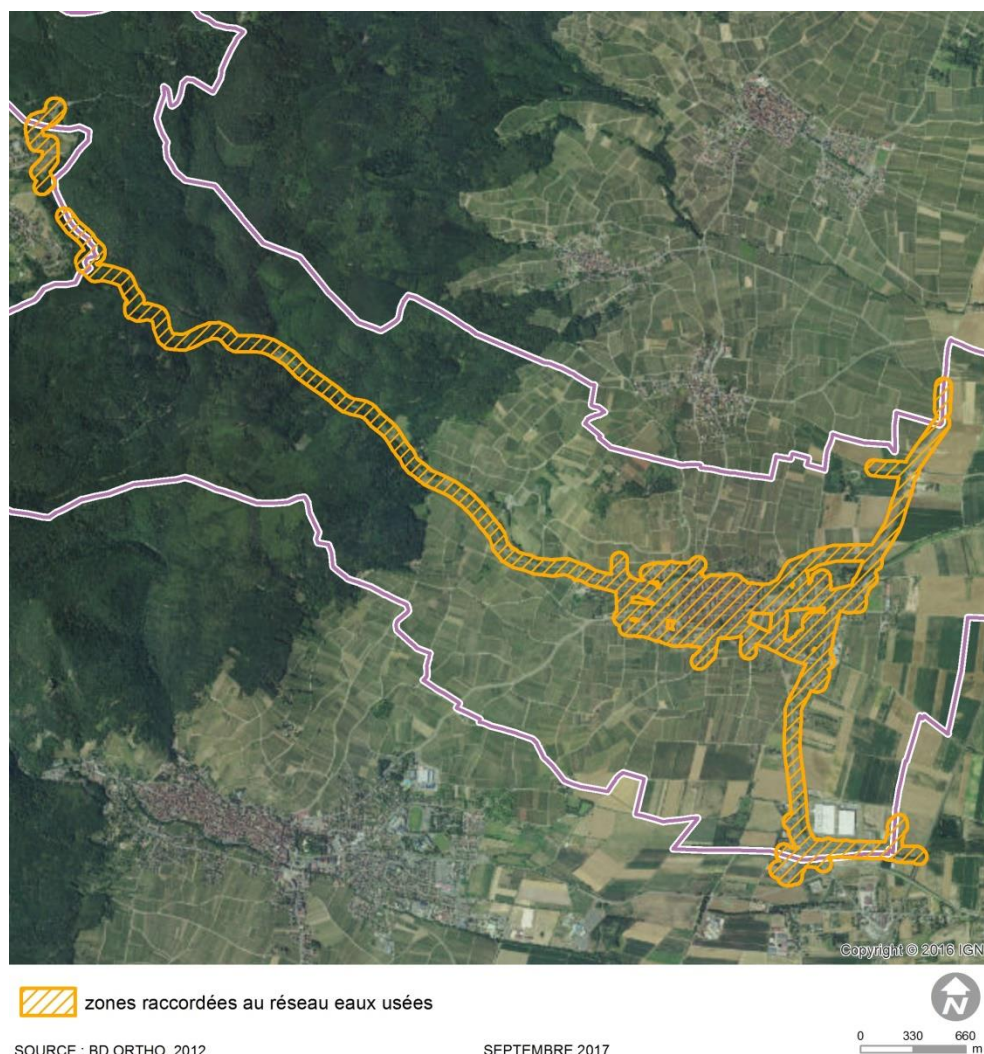 Copyright © 2016 IGN
zones raccordées au réseau eaux usées
N
SOURCE : BD ORTHO, 2012
SEPTEMBRE 2017
0 330 660
m